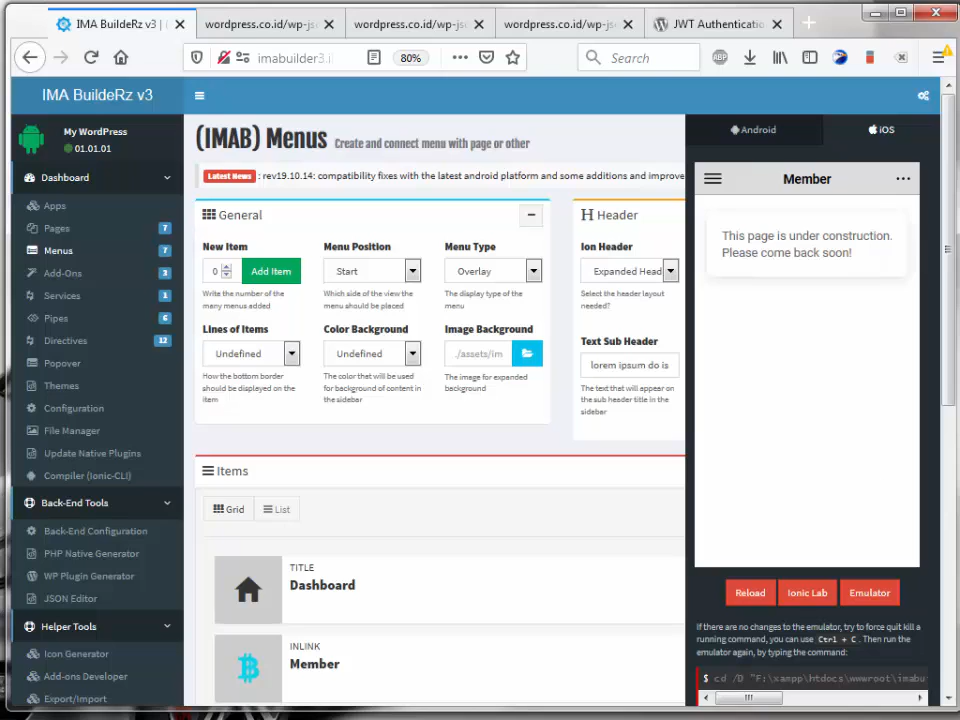 IMA BuildeRz v3 | (
wordpress.co.id/wp-js
wordpress.co.id/wp-js
wordpress.co.id/wp-js
JWT Authenticatio
imabuilder3.
80%
Search
ABP
IMA BuildeRz v3
My WordPress
01.01.01
Dashboard
Apps
Pages 7
Menus 7
Add-Ons 3
Services 1
Pipes 6
Directives 12
Popover
Themes
Configuration
File Manager
Update Native Plugins
Compiler (Ionic-CLI)
Back-End Tools
Back-End Configuration
PHP Native Generator
WP Plugin Generator
JSON Editor
Helper Tools
Icon Generator
Add-ons Developer
Export/Import
(IMAB) Menus Create and connect menu with page or other
Latest News : rev19.10.14: compatibility fixes with the latest android platform and some additions and improve
General
New Item
0 Add Item
Write the number of the
many menus added
Menu Position
Start
Which side of the view the
menu should be placed
Menu Type
Overlay
The display type of the
menu
Lines of Items
Undefined
How the bottom border
should be displayed on the
item
Color Background
Undefined
The color that will be used
for background of content in
the sidebar
Image Background
./assets/im
The image for expanded
background
Header
Ion Header
Expanded Head
Select the header layout
needed?
Text Sub Header
lorem ipsum do is
The text that will appear on
the sub header title in the
sidebar
Items
Grid List
TITLE
Dashboard
INLINK
Member
Android iOS
Member
This page is under construction.
Please come back soon!
Reload Ionic Lab Emulator
If there are no changes to the emulator, try to force quit kill a
running command, you can use Ctrl + C. Then run the
emulator again, by typing the command:
$ cd /D "F:\xampp\htdocs\wwwroot\imabu